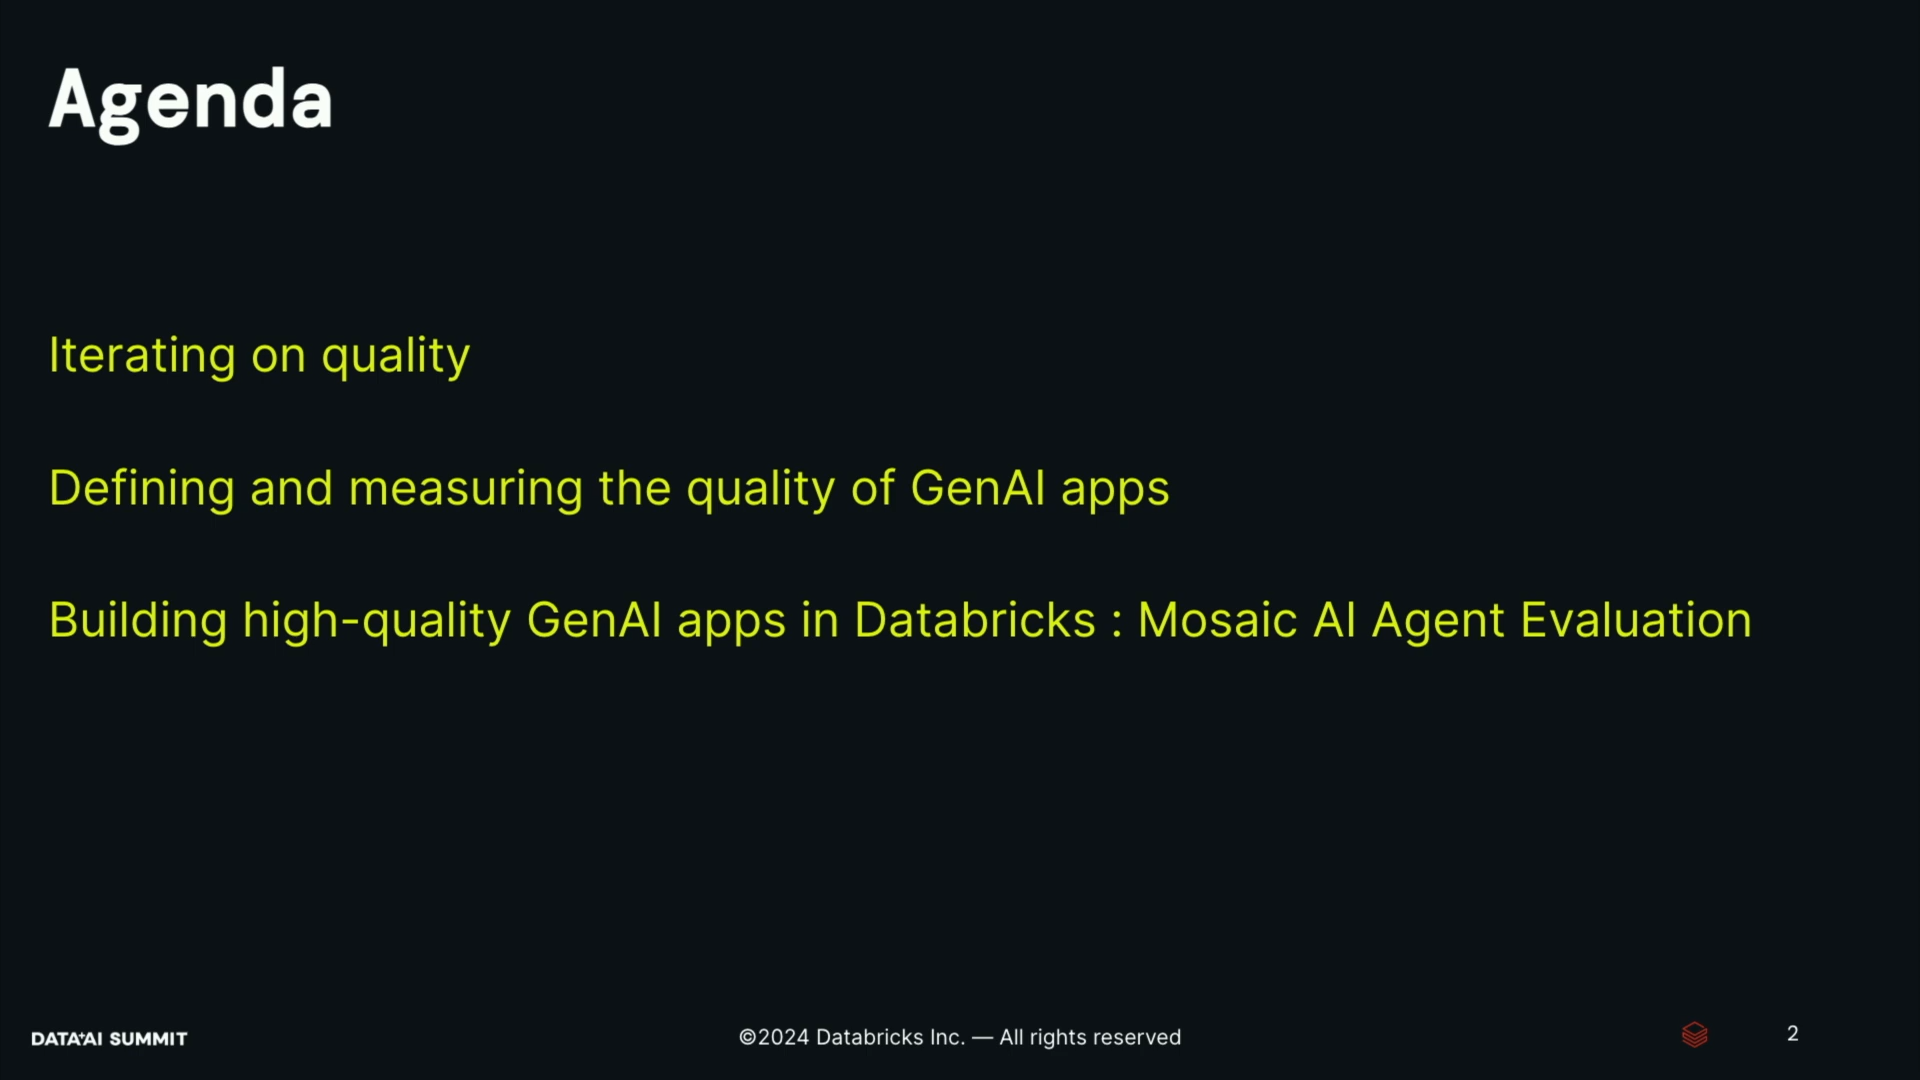 Agenda
Iterating on quality
Defining and measuring the quality of GenAI apps
Building high-quality GenAI apps in Databricks : Mosaic AI Agent Evaluation
DATA+AI SUMMIT
©2024 Databricks Inc. — All rights reserved
2